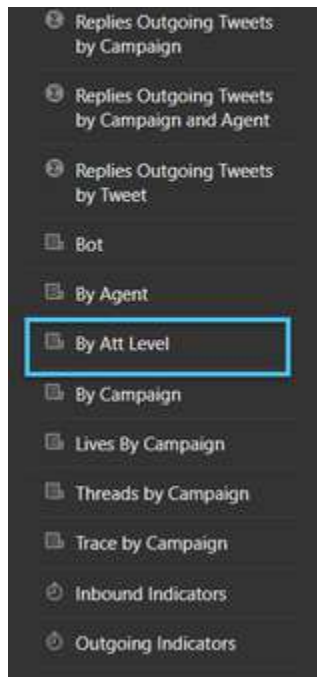 Replies Outgoing Tweets
by Campaign
Replies Outgoing Tweets
by Campaign and Agent
Replies Outgoing Tweets
by Tweet
Bot
By Agent
By Att Level
By Campaign
Lives By Campaign
Threads by Campaign
Trace by Campaign
Inbound Indicators
Outgoing Indicators